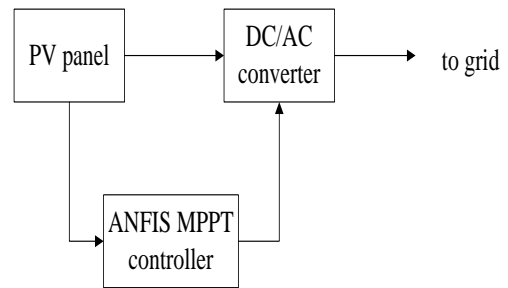 PV panel
DC/AC
converter
to grid
ANFIS MPPT
controller